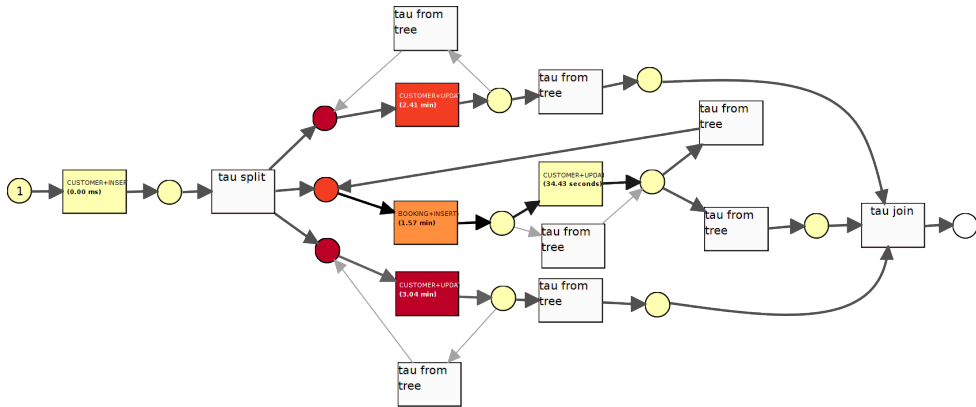 tau from
tree
CUSTOMER+UPDAT
(2.41 min)
tau from
tree
tau from
tree
1
CUSTOMER+INSER
(0.00 ms)
tau split
CUSTOMER+UPDAT
(34.43 seconds)
BOOKING+INSERT
(1.57 min)
tau from
tree
tau from
tree
tau join
CUSTOMER+UPDAT
(3.04 min)
tau from
tree
tau from
tree